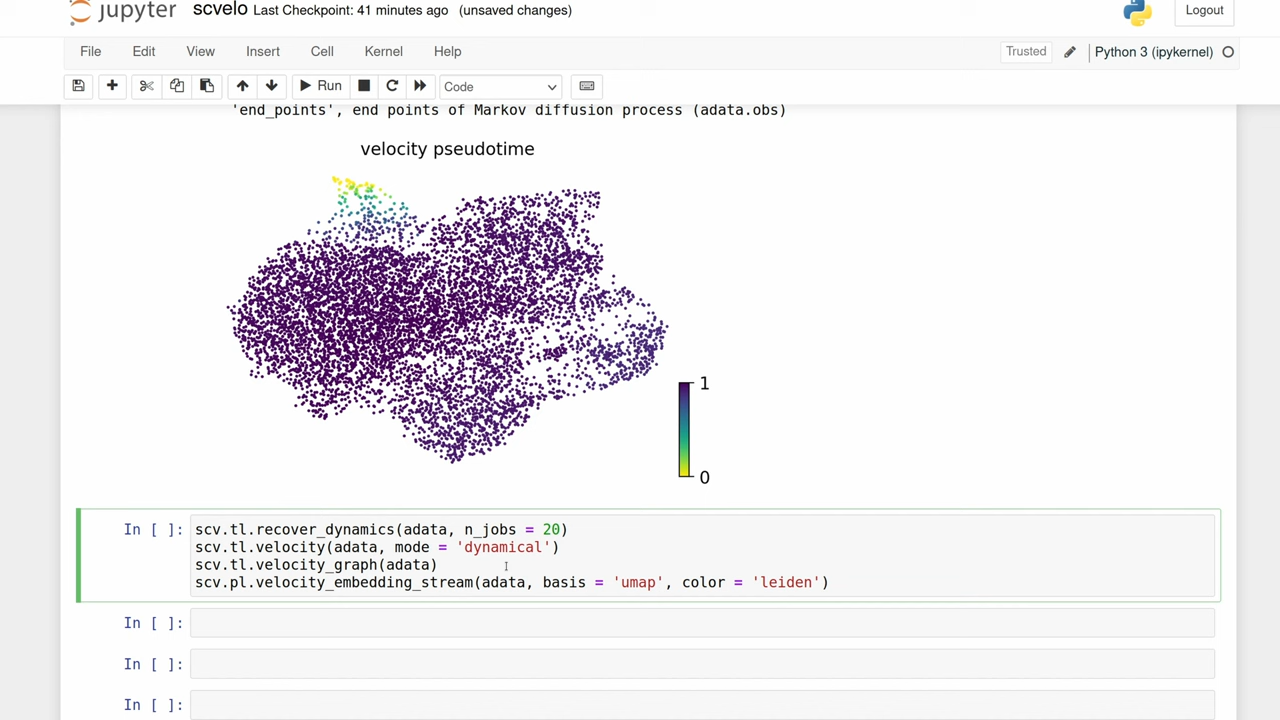 jupyter scvelo Last Checkpoint: 41 minutes ago (unsaved changes) Logout
File Edit View Insert Cell Kernel Help Trusted Python 3 (ipykernel)
Run Code
'end_points', end points of Markov diffusion process (adata.obs)
velocity pseudotime
1
0
In [ ]: scv.tl.recover_dynamics(adata, n_jobs = 20)
scv.tl.velocity(adata, mode = 'dynamical')
scv.tl.velocity_graph(adata)
scv.pl.velocity_embedding_stream(adata, basis = 'umap', color = 'leiden')
In [ ]:
In [ ]:
In [ ]: